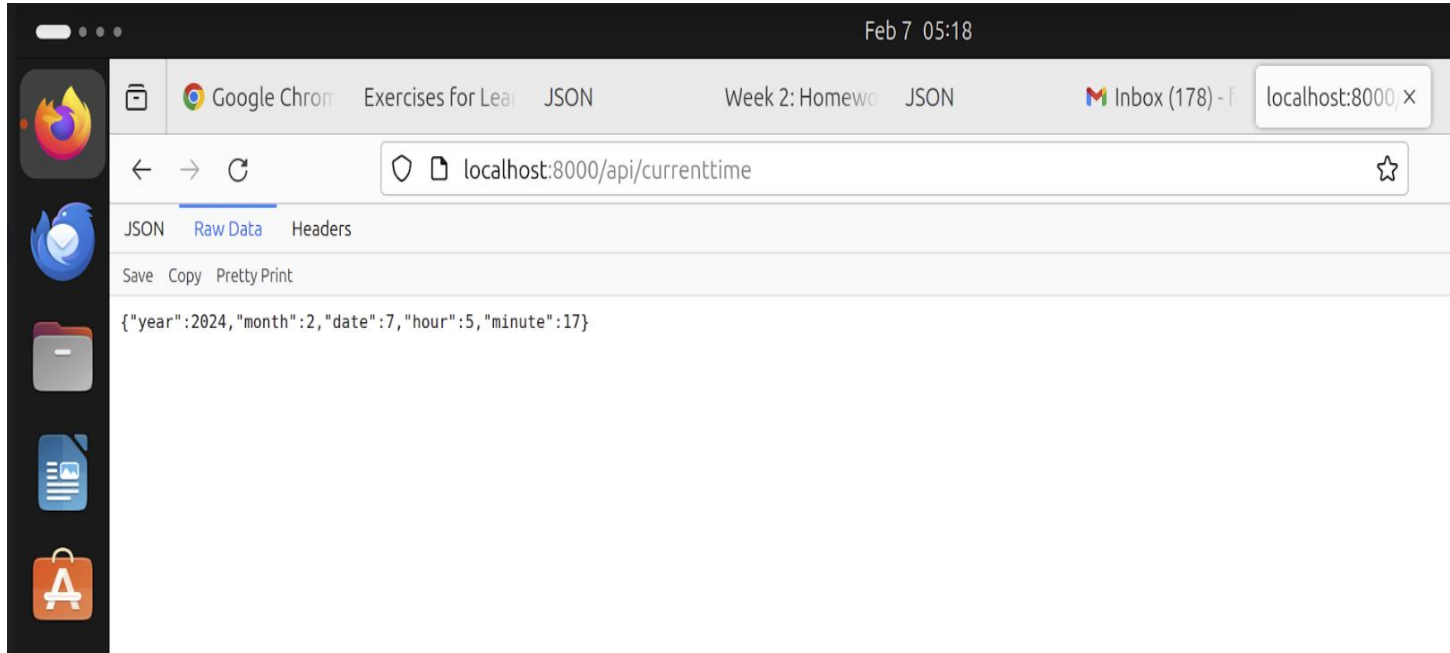 Feb 7 05:18
Google Chrom
Exercises for Lear
JSON
Week 2: Homewo
JSON
Inbox (178) - f
localhost:8000/
localhost:8000/api/currenttime
JSON Raw Data Headers
Save Copy Pretty Print
{"year":2024,"month":2,"date":7,"hour":5,"minute":17}